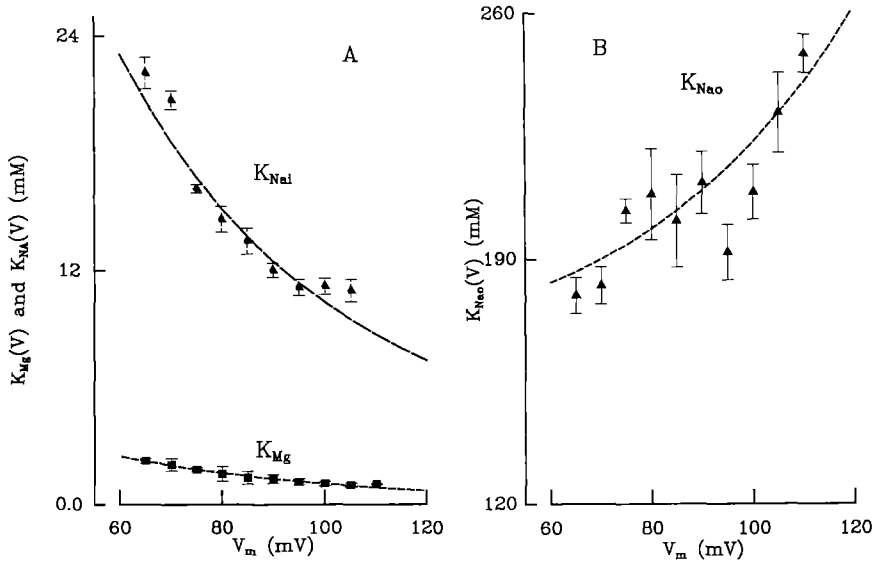 A
24
12
0.0
K_Mg(V) and K_NA(V) (mM)
K_Nai
K_Mg
60
80
100
120
V_m (mV)
B
260
190
120
K_Nao(V) (mM)
K_Nao
60
80
100
120
V_m (mV)